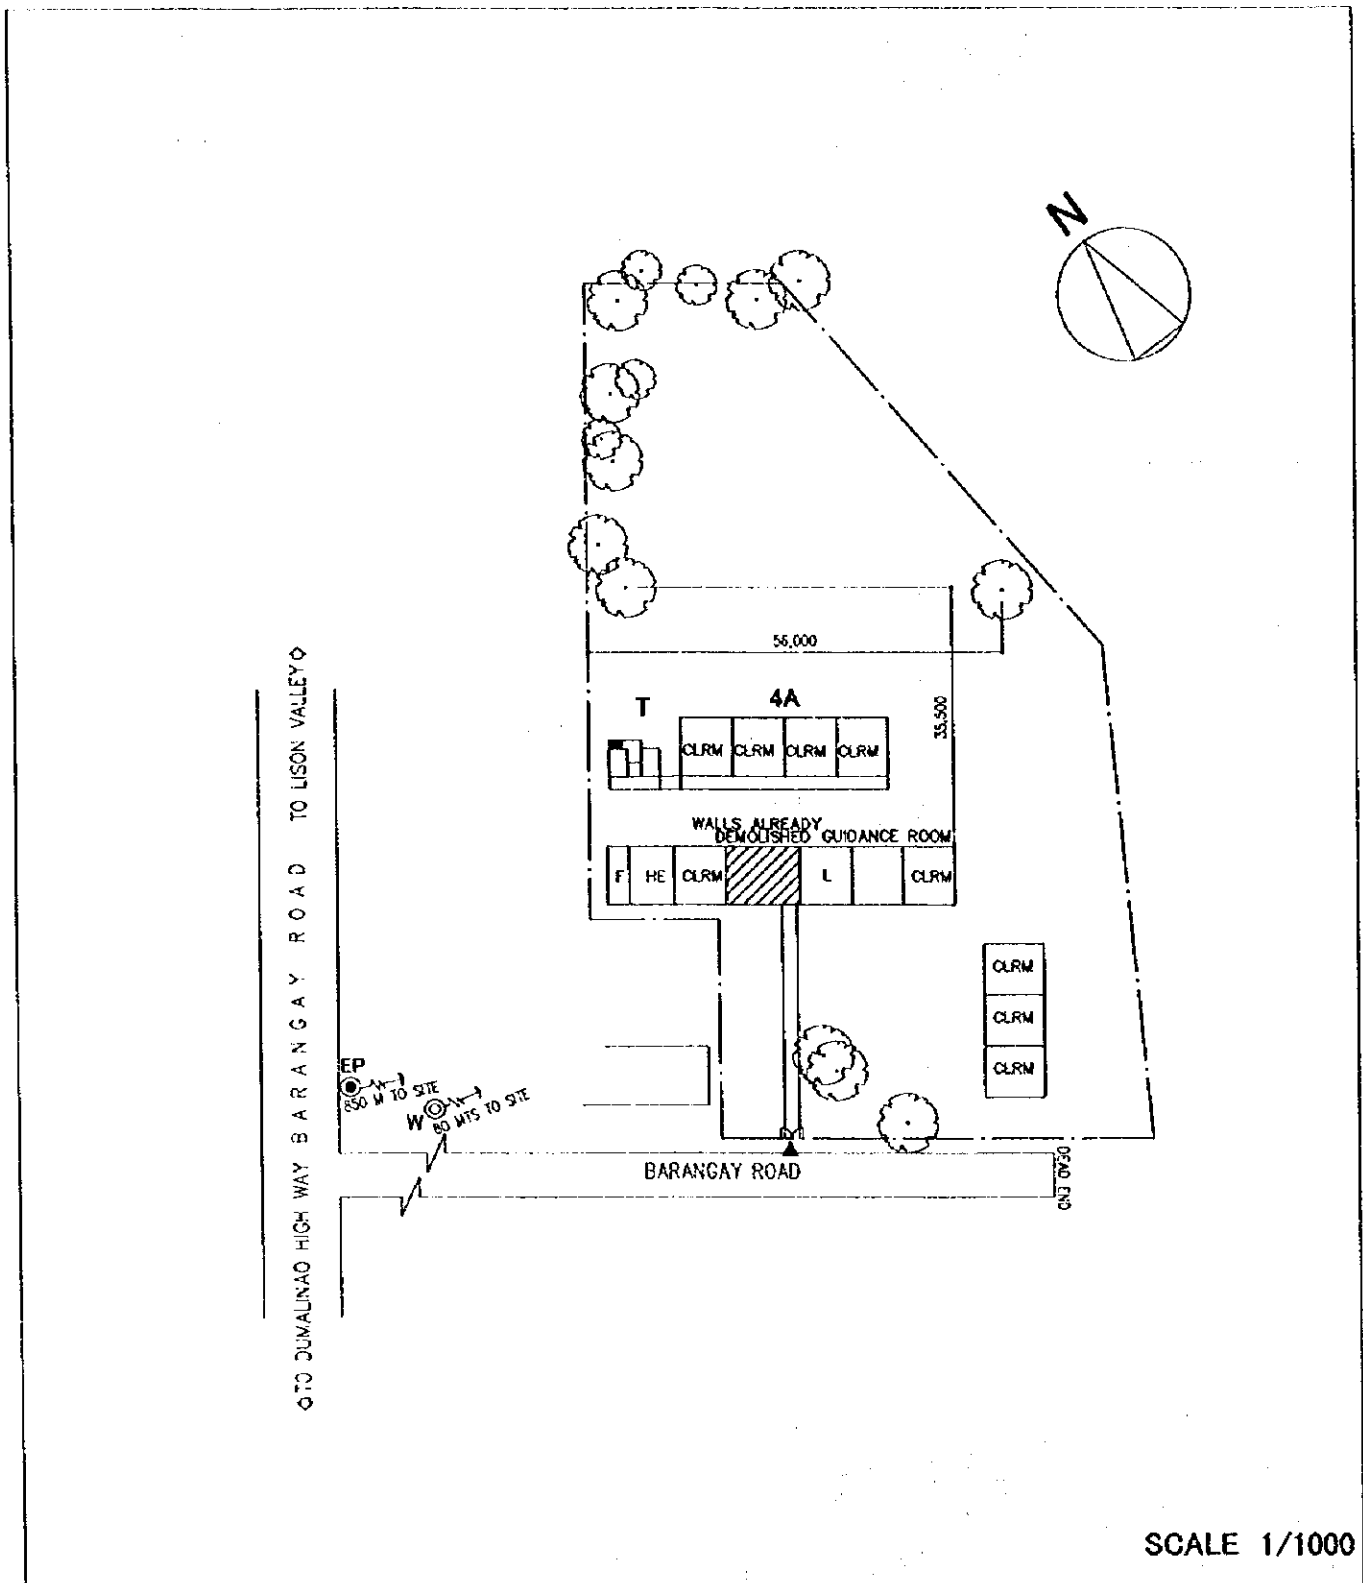 N
56,000
35,500
T
4A
CLRM CLRM CLRM CLRM
WALLS ALREADY
DEMOLISHED GUIDANCE ROOM
F HE CLRM L CLRM
CLRM
CLRM
CLRM
TO DUMALINAO HIGH WAY BARANGAY ROAD TO LISON VALLEY
EP
850 M TO SITE
W 80 MTS TO SITE
BARANGAY ROAD
DEAD END
SCALE 1/1000